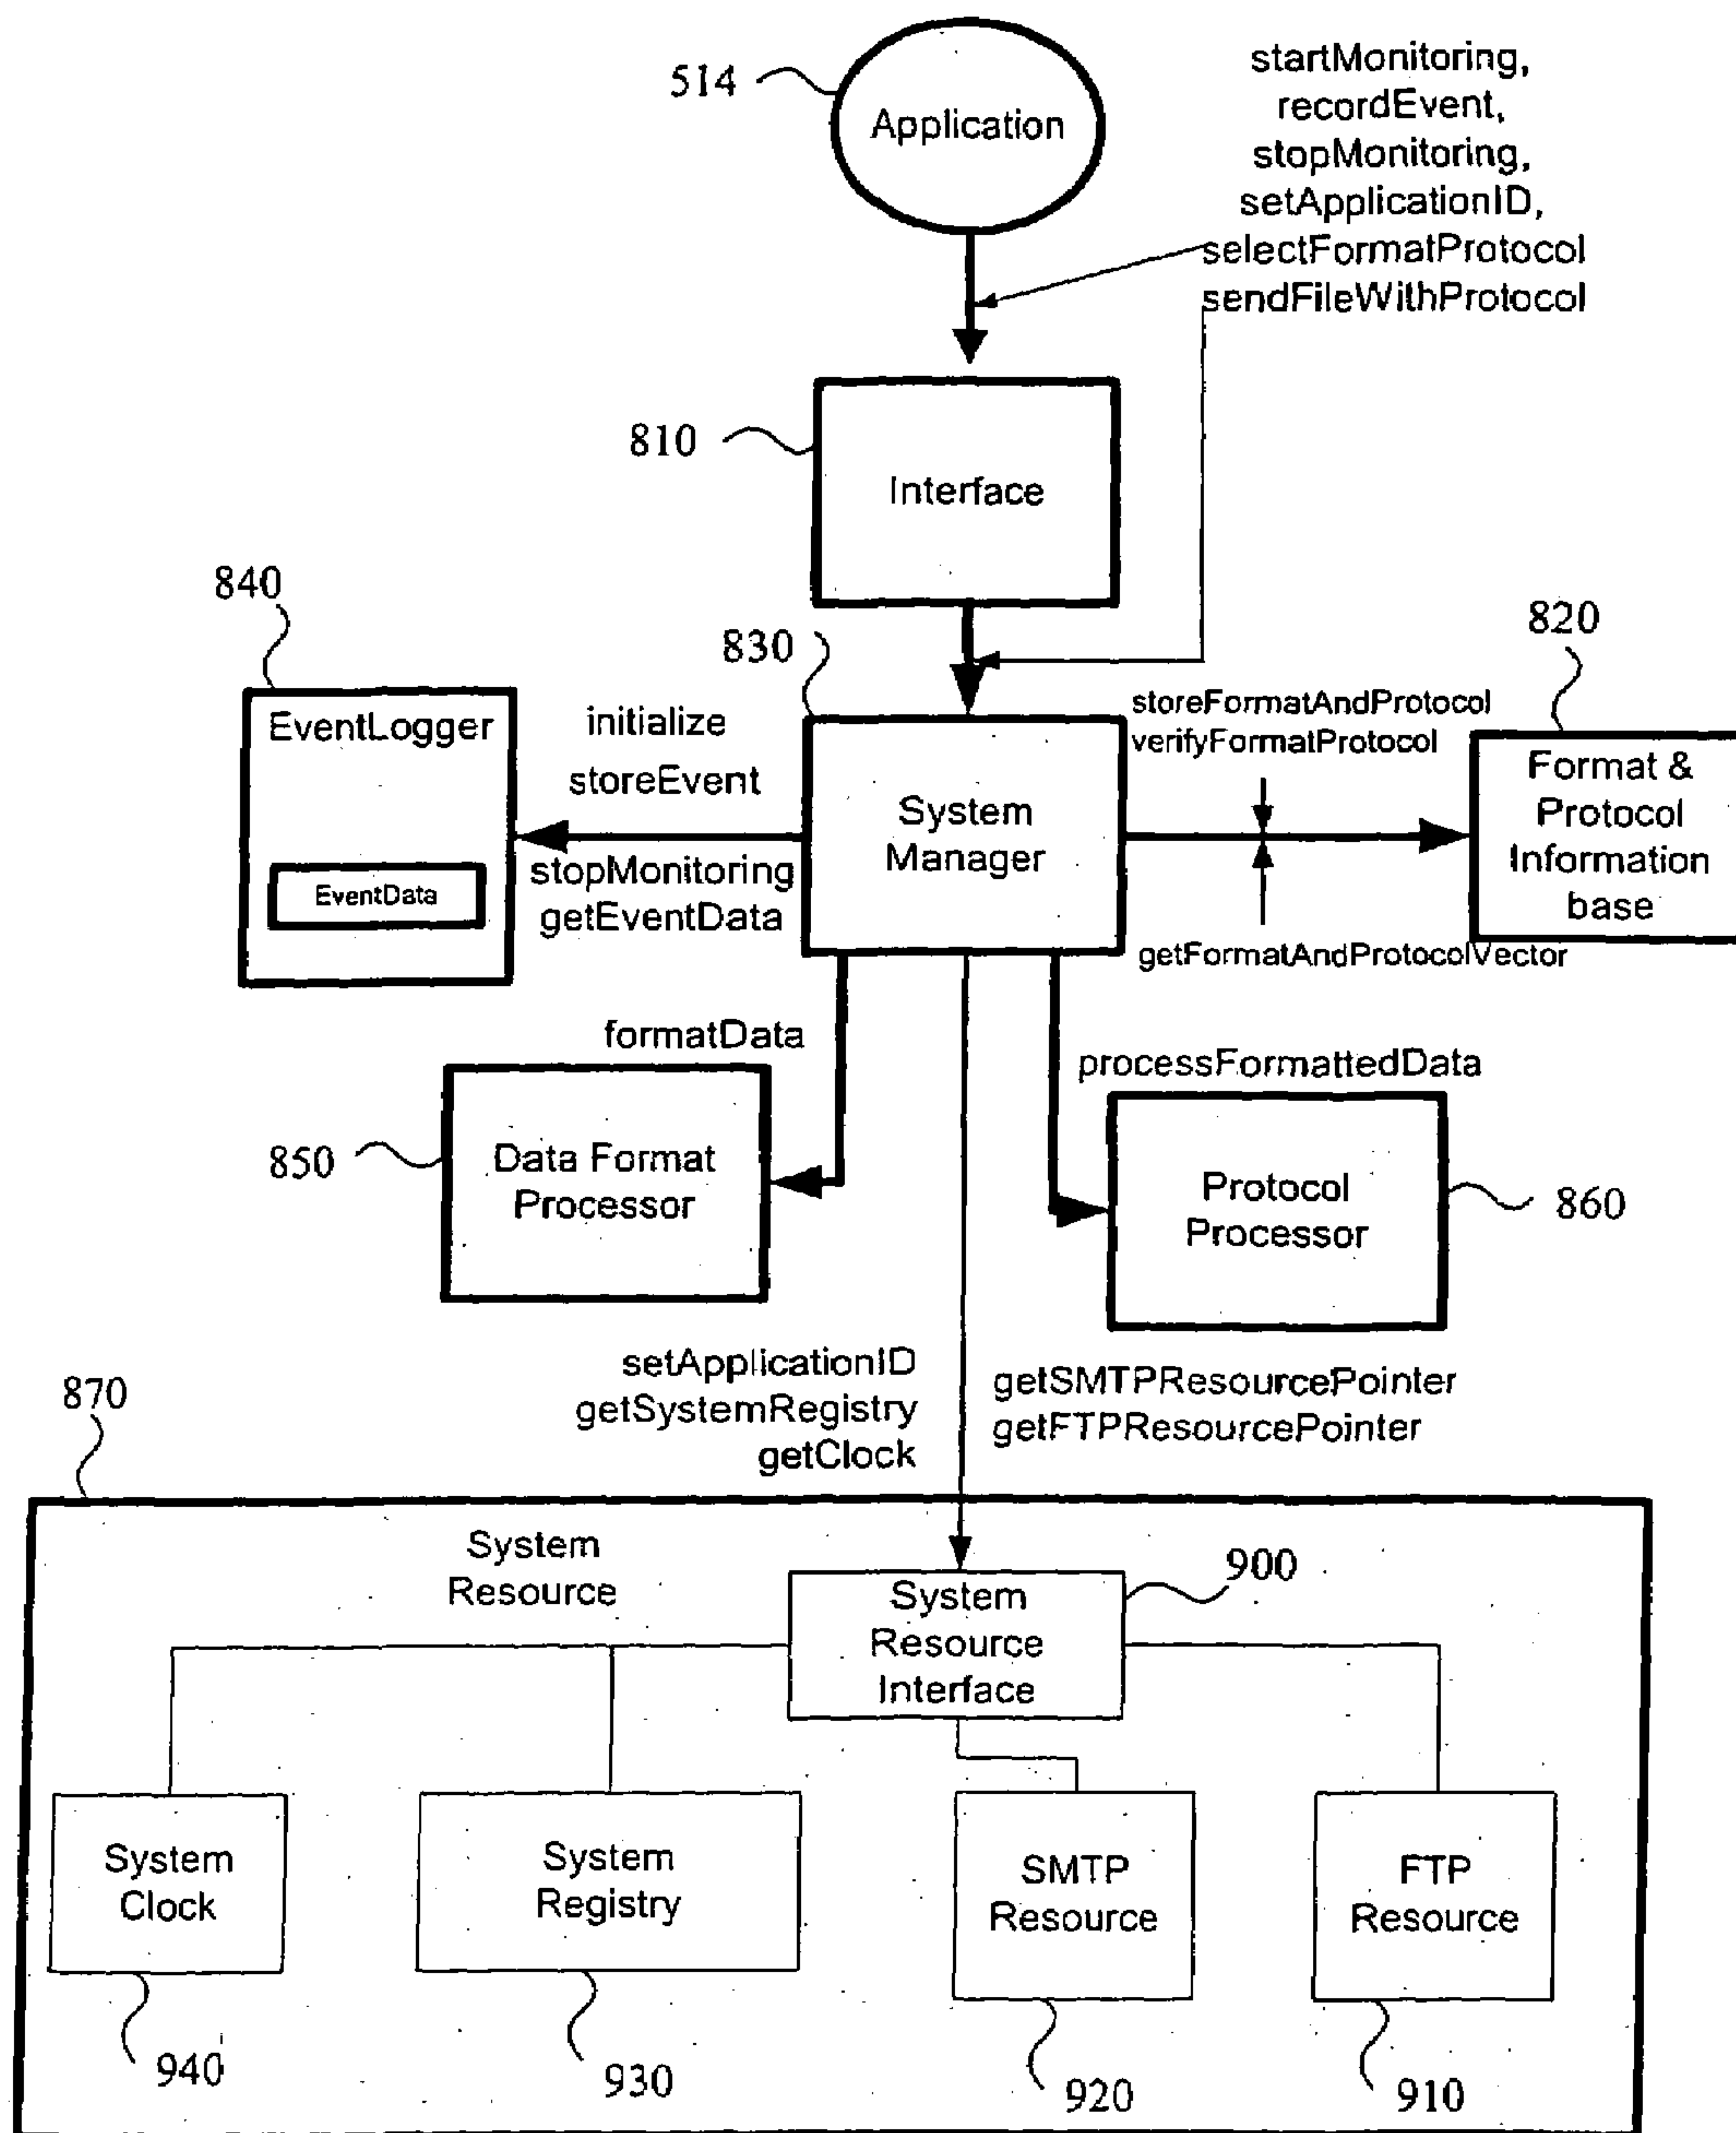 514
Application
startMonitoring,
recordEvent,
stopMonitoring,
setApplicationID,
selectFormatProtocol
sendFileWithProtocol
810
Interface
840
830
820
EventLogger
EventData
initialize
storeEvent
stopMonitoring
getEventData
System
Manager
storeFormatAndProtocol
verifyFormatProtocol
getFormatAndProtocolVector
Format &
Protocol
Information
base
formatData
processFormattedData
850
Data Format
Processor
Protocol
Processor
860
setApplicationID
getSystemRegistry
getClock
getSMTPResourcePointer
getFTPResourcePointer
870
System
Resource
System
Resource
Interface
900
System
Clock
System
Registry
SMTP
Resource
FTP
Resource
940
930
920
910